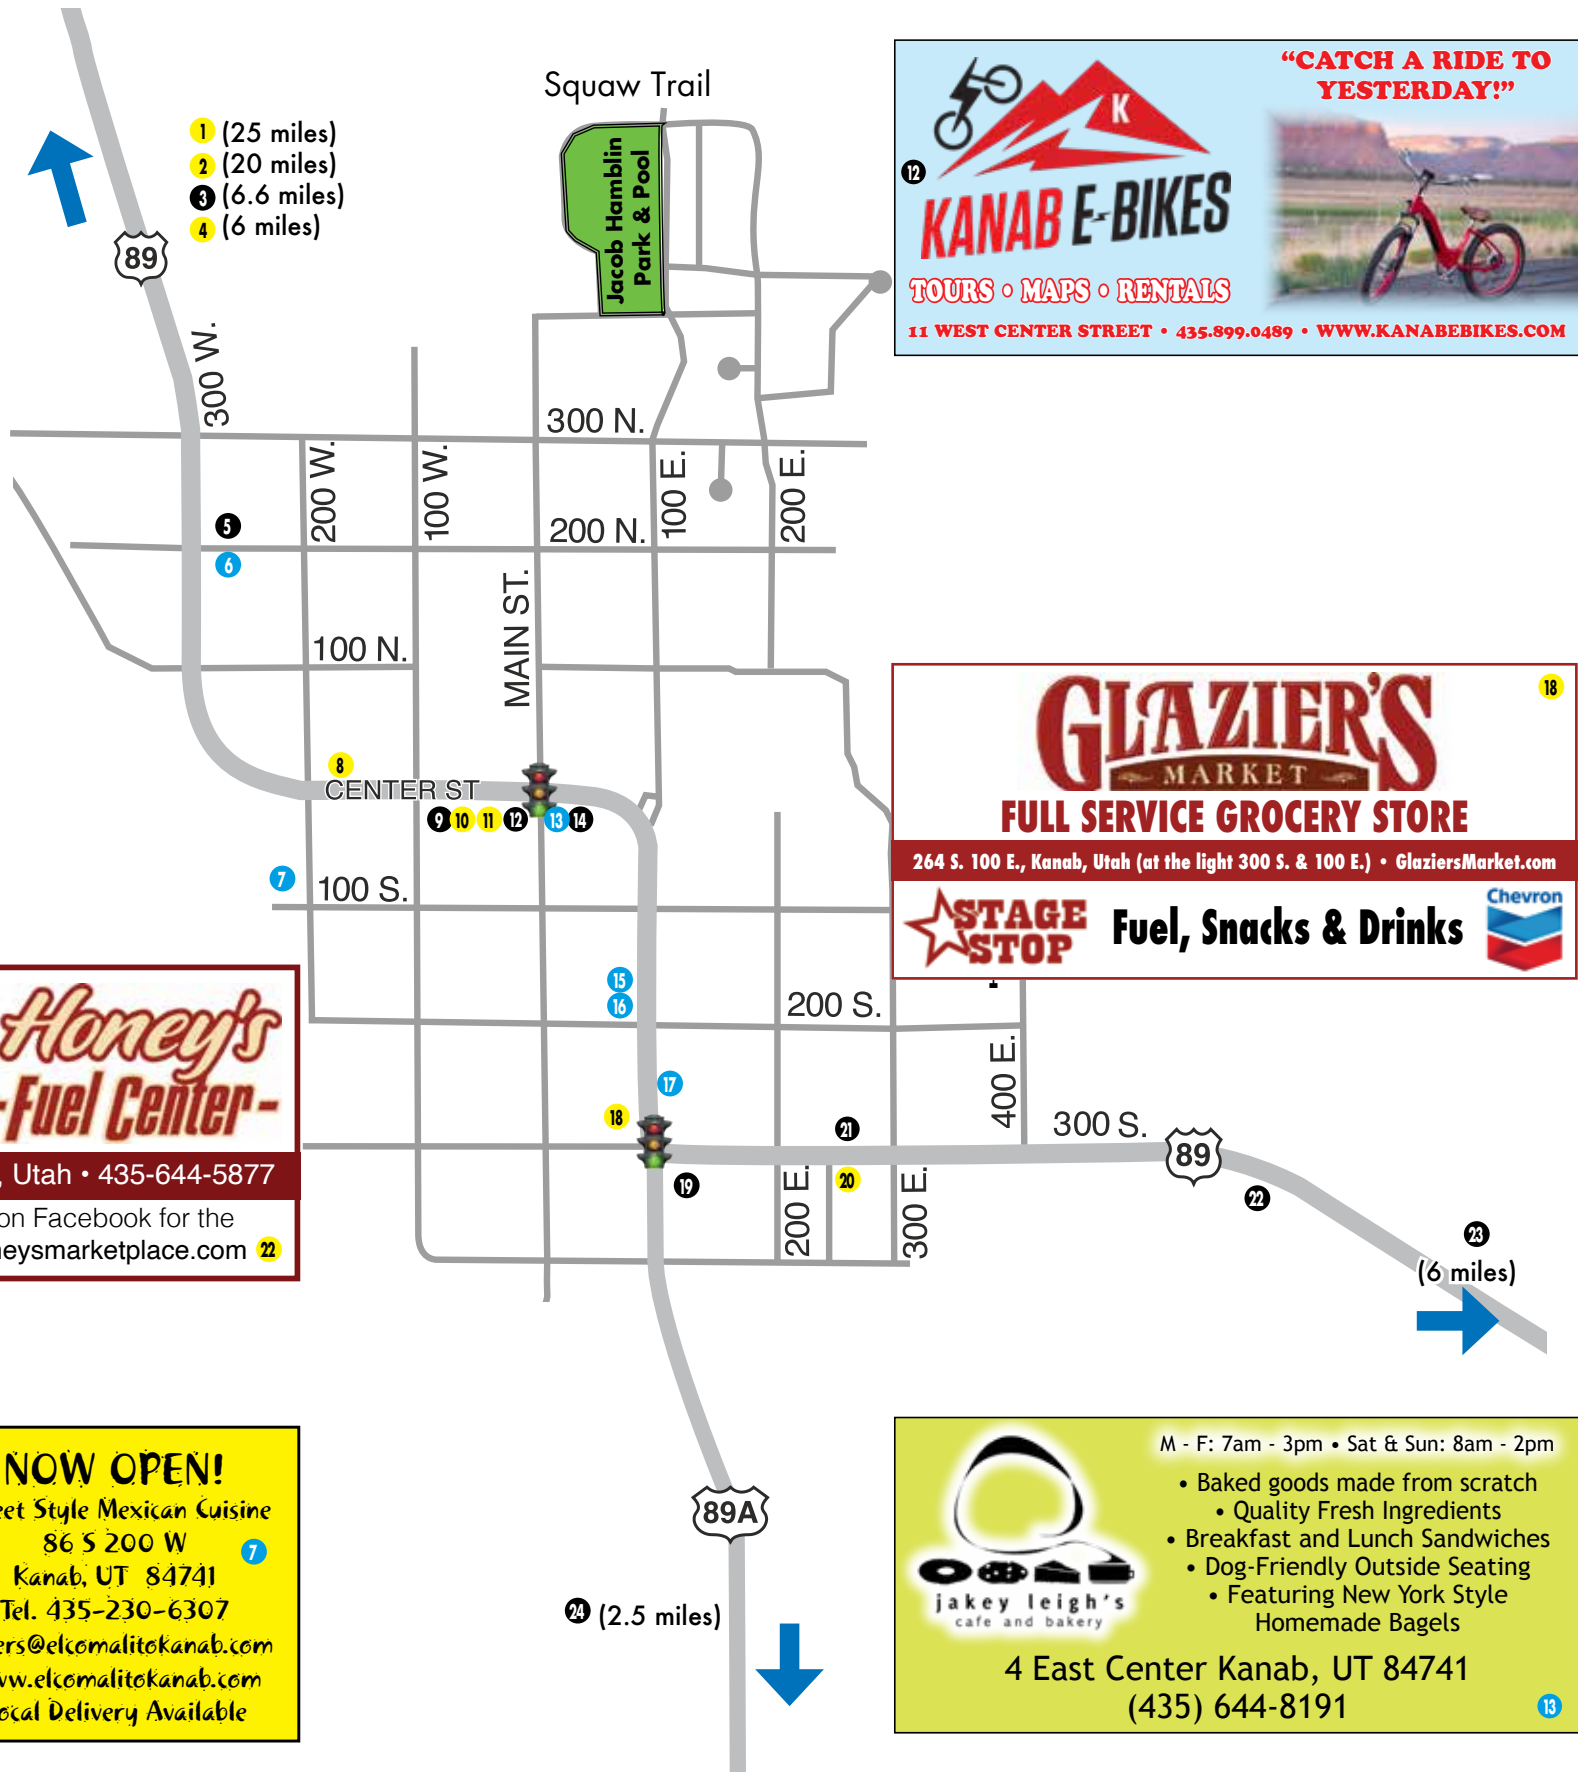 Squaw Trail
1 (25 miles)
2 (20 miles)
3 (6.6 miles)
4 (6 miles)
89
Jacob Hamblin
Park & Pool
12
K
KANAB E-BIKES
TOURS • MAPS • RENTALS
“CATCH A RIDE TO
YESTERDAY!”
11 WEST CENTER STREET • 435.899.0489 • WWW.KANABEBIKES.COM
300 W.
300 N.
200 W.
100 W.
100 E.
200 E.
5
200 N.
6
MAIN ST.
100 N.
8
CENTER ST
9 10 11 12 13 14
7
100 S.
18
GLAZIER'S
MARKET
FULL SERVICE GROCERY STORE
264 S. 100 E., Kanab, Utah (at the light 300 S. & 100 E.) • GlaziersMarket.com
STAGE
STOP
Fuel, Snacks & Drinks
Chevron
15
16
200 S.
400 E.
17
18
21
300 S.
89
19
20
200 E.
300 E.
22
23
(6 miles)
Honey's
-Fuel Center-
, Utah • 435-644-5877
on Facebook for the
neysmarketplace.com 22
89A
24 (2.5 miles)
NOW OPEN!
eet Style Mexican Cuisine
86 S 200 W
7
Kanab, UT 84741
Tel. 435-230-6307
ers@elcomalitokanab.com
ww.elcomalitokanab.com
ocal Delivery Available
jakey leigh's
cafe and bakery
M - F: 7am - 3pm • Sat & Sun: 8am - 2pm
• Baked goods made from scratch
• Quality Fresh Ingredients
• Breakfast and Lunch Sandwiches
• Dog-Friendly Outside Seating
• Featuring New York Style
Homemade Bagels
4 East Center Kanab, UT 84741
(435) 644-8191
13